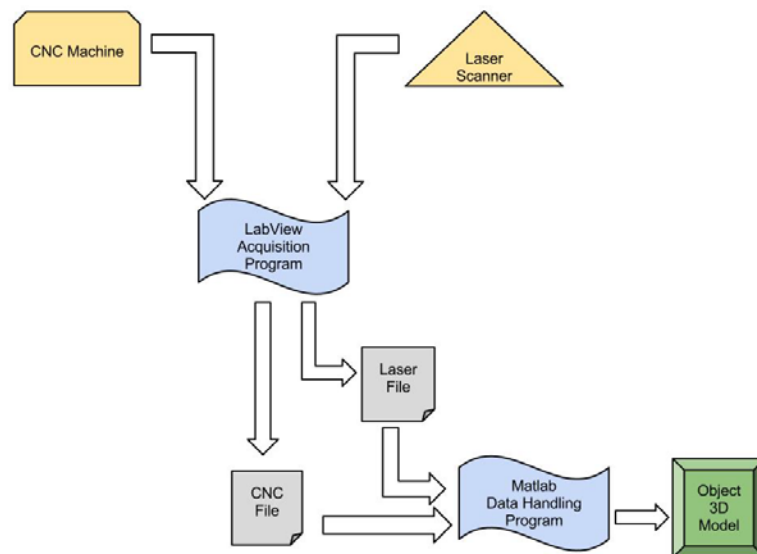 CNC Machine
Laser
Scanner
LabView
Acquisition
Program
Laser
File
CNC
File
Matlab
Data Handling
Program
Object
3D
Model